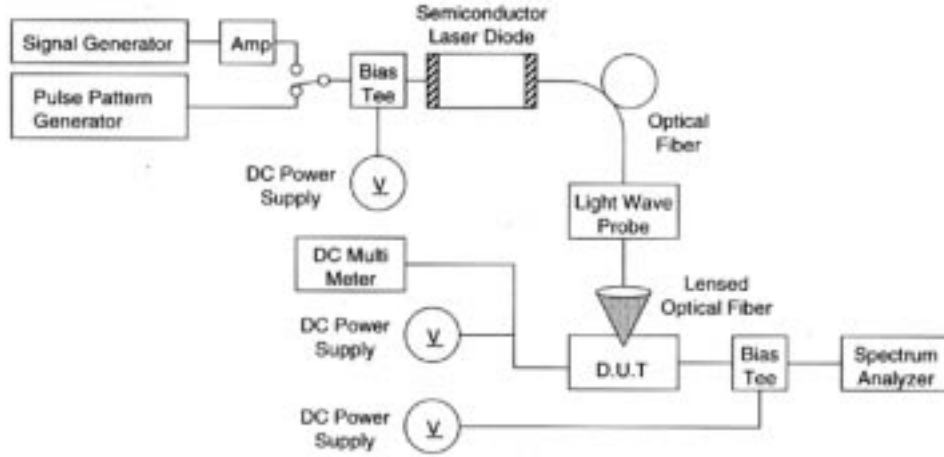 Semiconductor
Laser Diode
Signal Generator
Amp
Bias
Tee
Pulse Pattern
Generator
Optical
Fiber
DC Power
Supply
V
Light Wave
Probe
DC Multi
Meter
Lensed
Optical Fiber
DC Power
Supply
V
D.U.T
Bias
Tee
Spectrum
Analyzer
DC Power
Supply
V